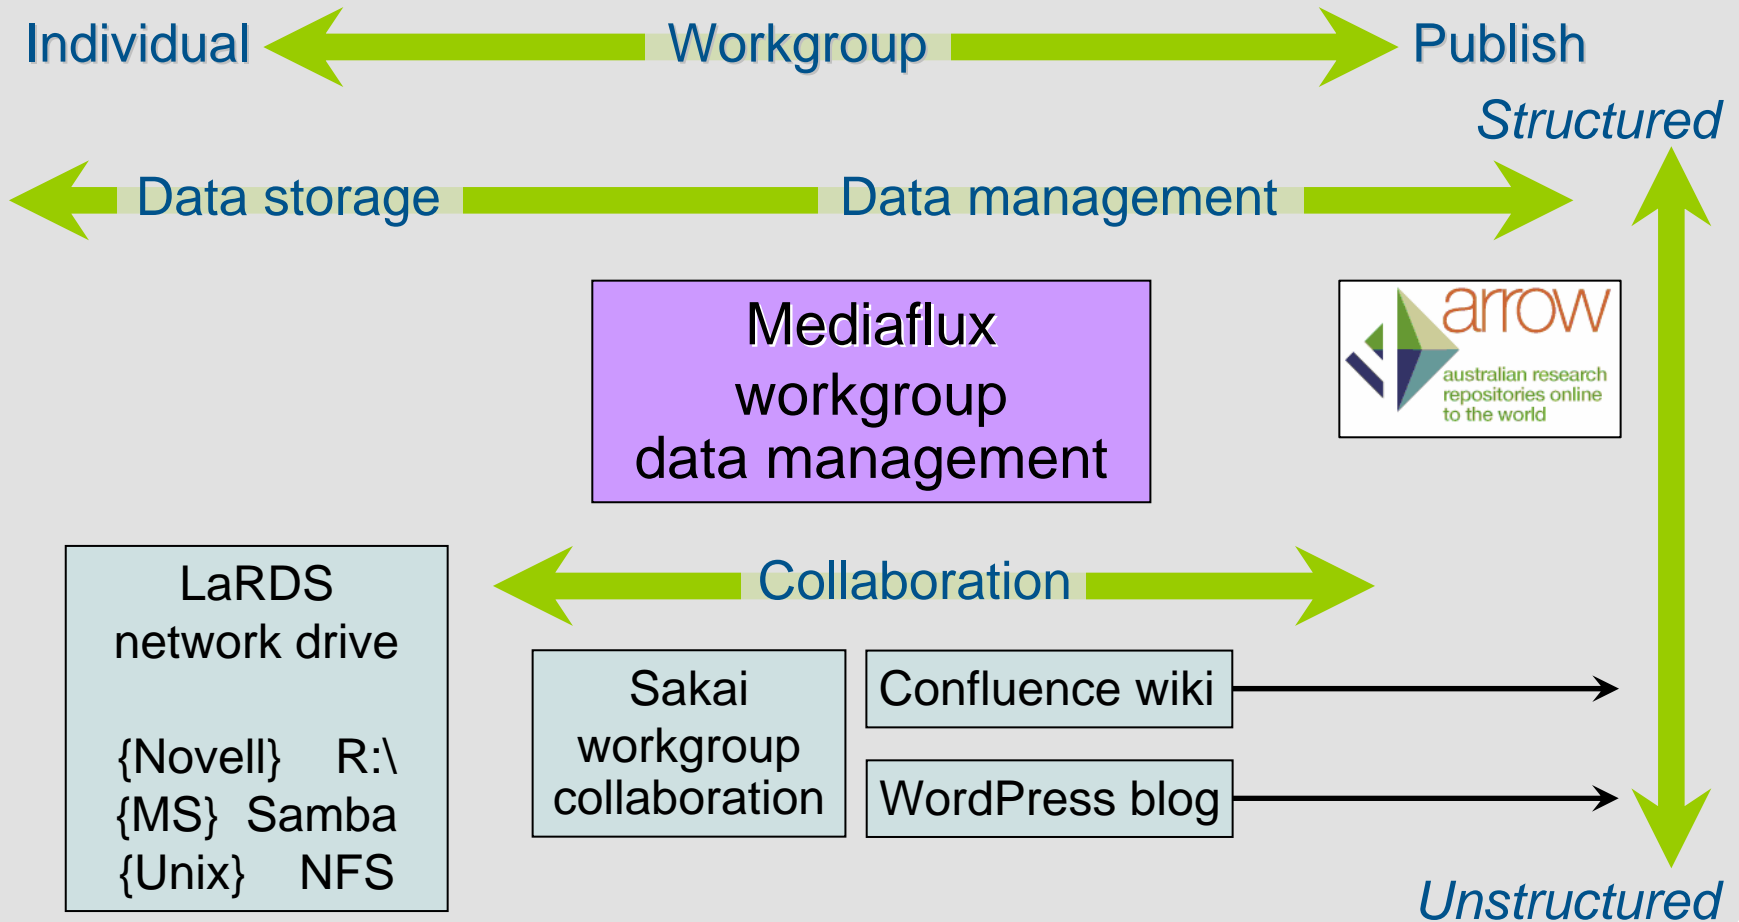 Individual Workgroup Publish
Structured
Data storage Data management
Mediaflux
workgroup
data management
arrow
australian research
repositories online
to the world
LaRDS
network drive
{Novell} R:\
{MS} Samba
{Unix} NFS
Collaboration
Sakai
workgroup
collaboration
Confluence wiki
WordPress blog
Unstructured